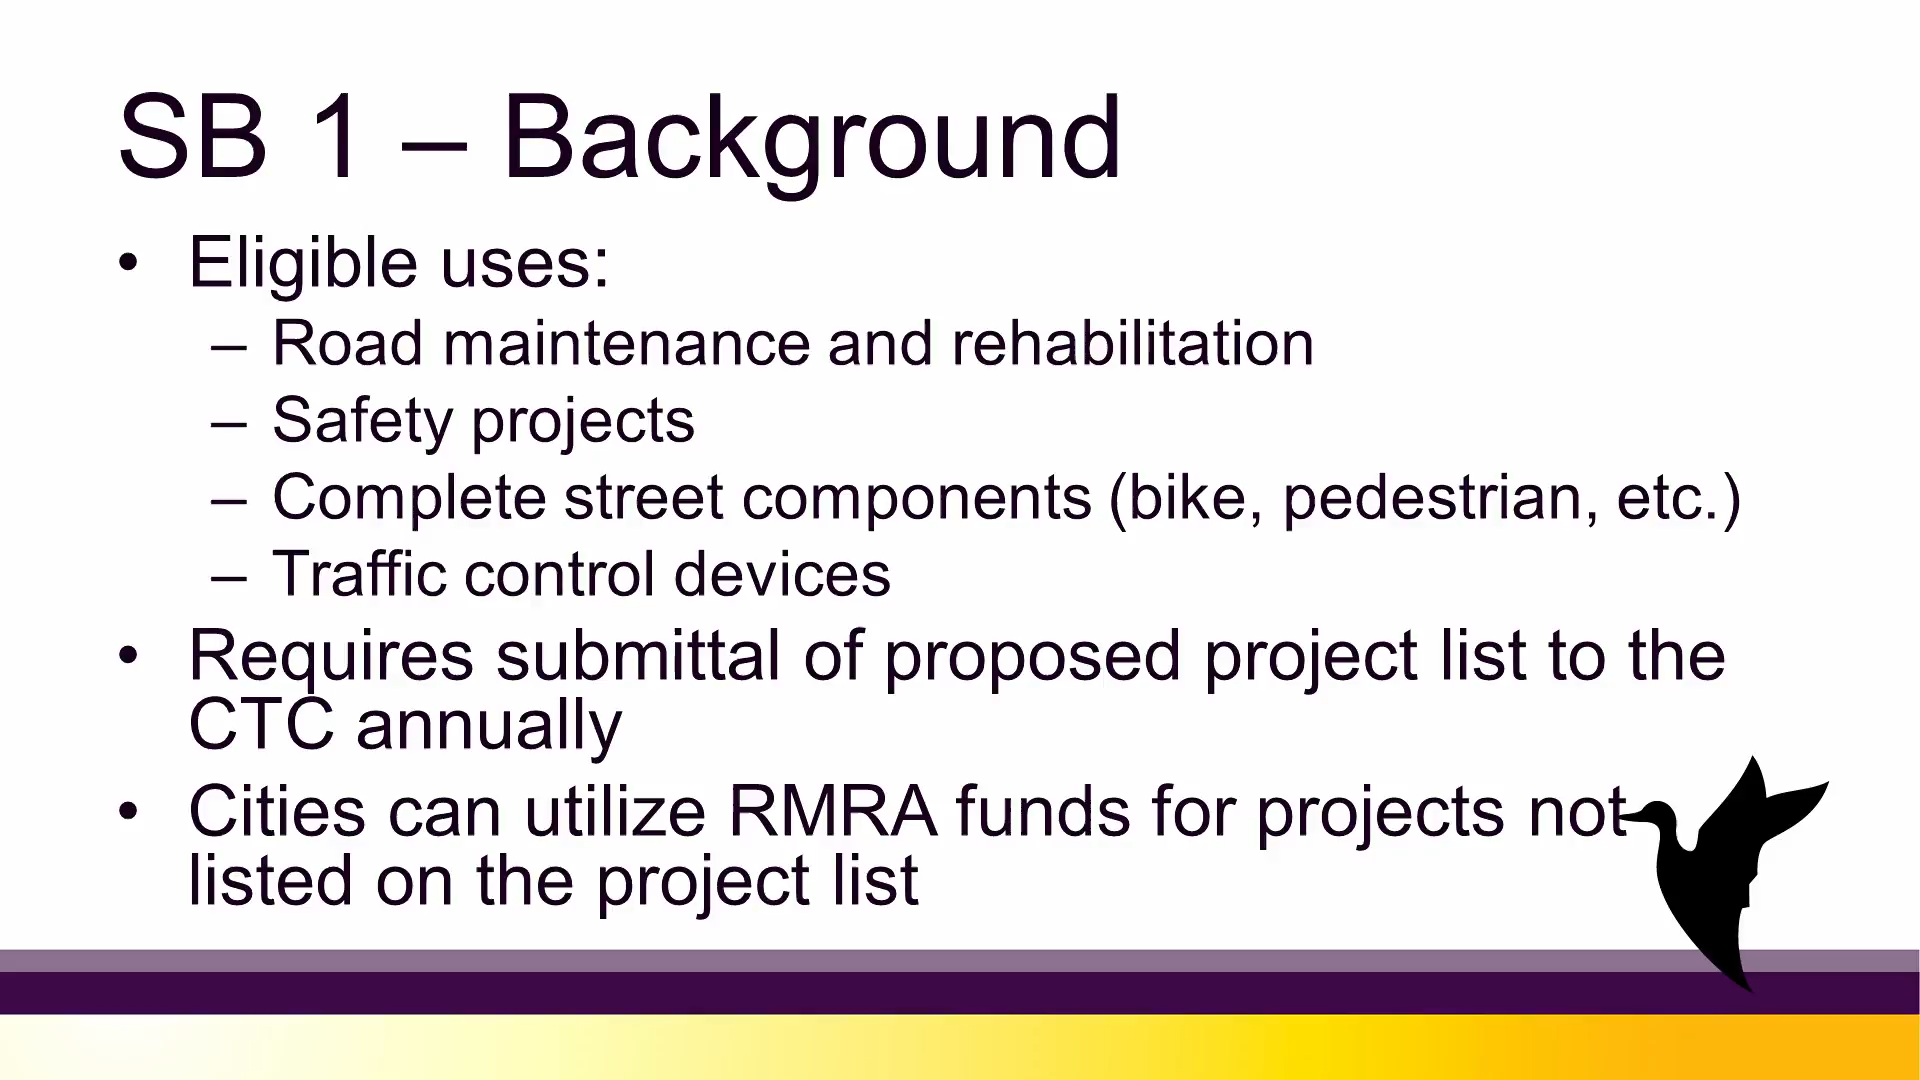 SB 1 – Background
• Eligible uses:
– Road maintenance and rehabilitation
– Safety projects
– Complete street components (bike, pedestrian, etc.)
– Traffic control devices
• Requires submittal of proposed project list to the
CTC annually
• Cities can utilize RMRA funds for projects not
listed on the project list